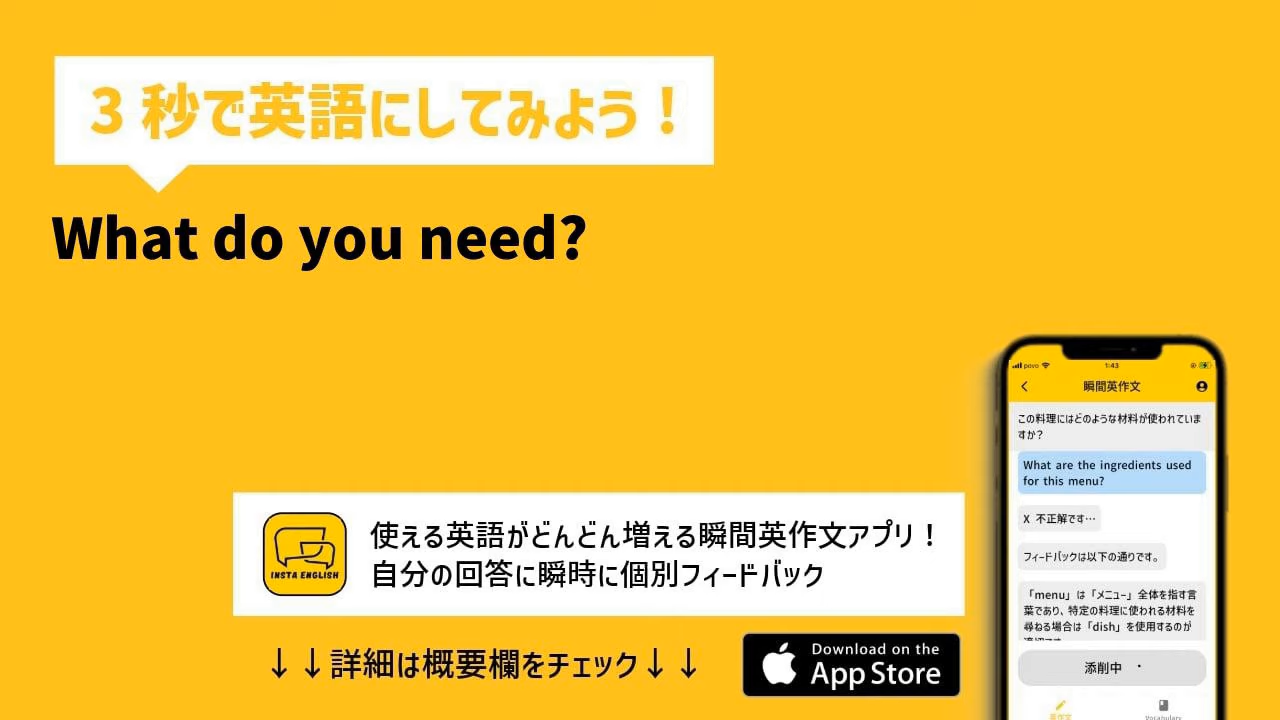 3 秒で英語にしてみよう！
What do you need?
povo
1:43
瞬間英作文
この料理にはどのような材料が使われていま
すか？
What are the ingredients used
for this menu?
X 不正解です…
フィードバックは以下の通りです。
「menu」は「メニュー」全体を指す言
葉であり、特定の料理に使われる材料を
尋ねる場合は「dish」を使用するのが
添削中
英作文
Vocabulary
INSTA ENGLISH
使える英語がどんどん増える瞬間英作文アプリ！
自分の回答に瞬時に個別フィードバック
↓↓詳細は概要欄をチェック↓↓
Download on the
App Store